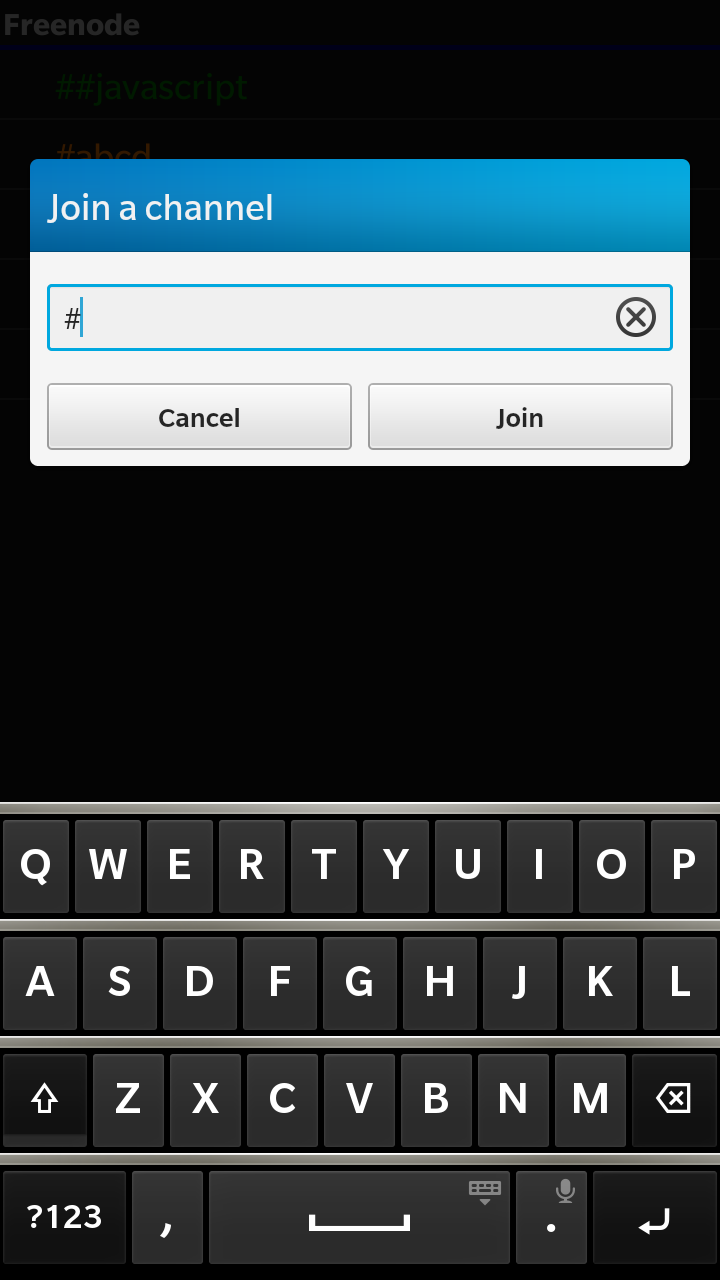 Freenode
##javascript
#abcd
Join a channel
#
Cancel Join
Q W E R T Y U I O P
A S D F G H J K L
Z X C V B N M
?123 , .